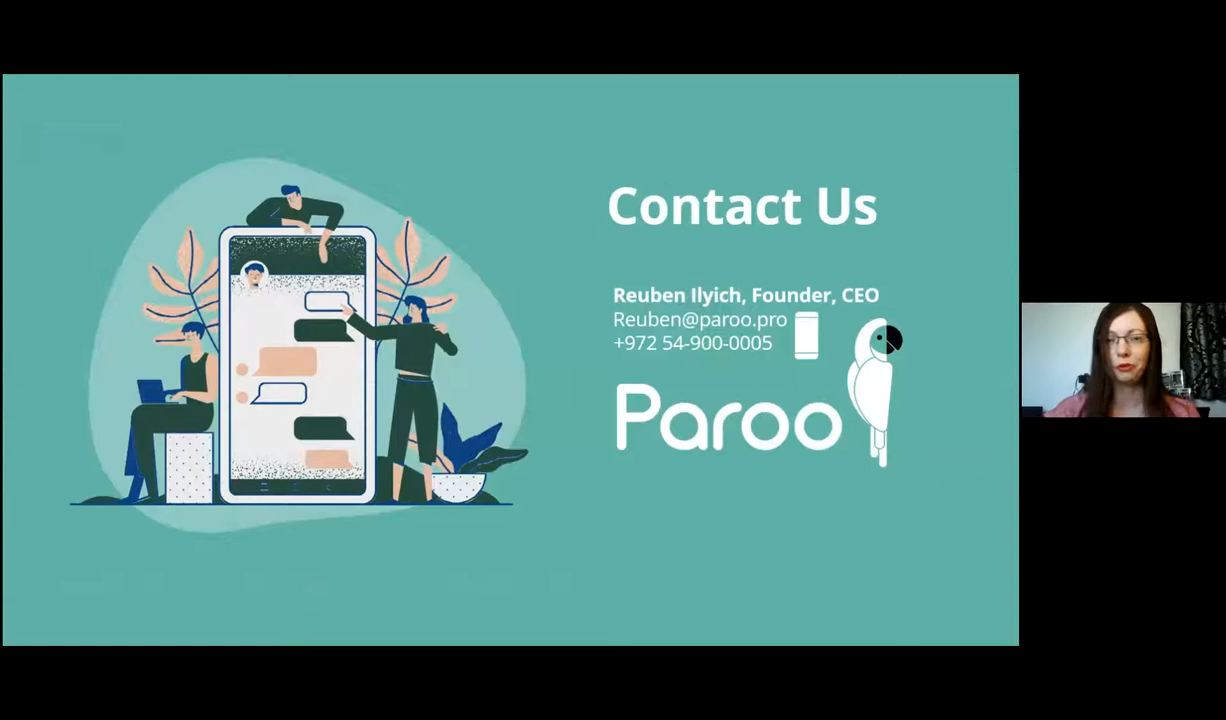 Contact Us
Reuben Ilyich, Founder, CEO
Reuben@paroo.pro
+972 54-900-0005
Paroo